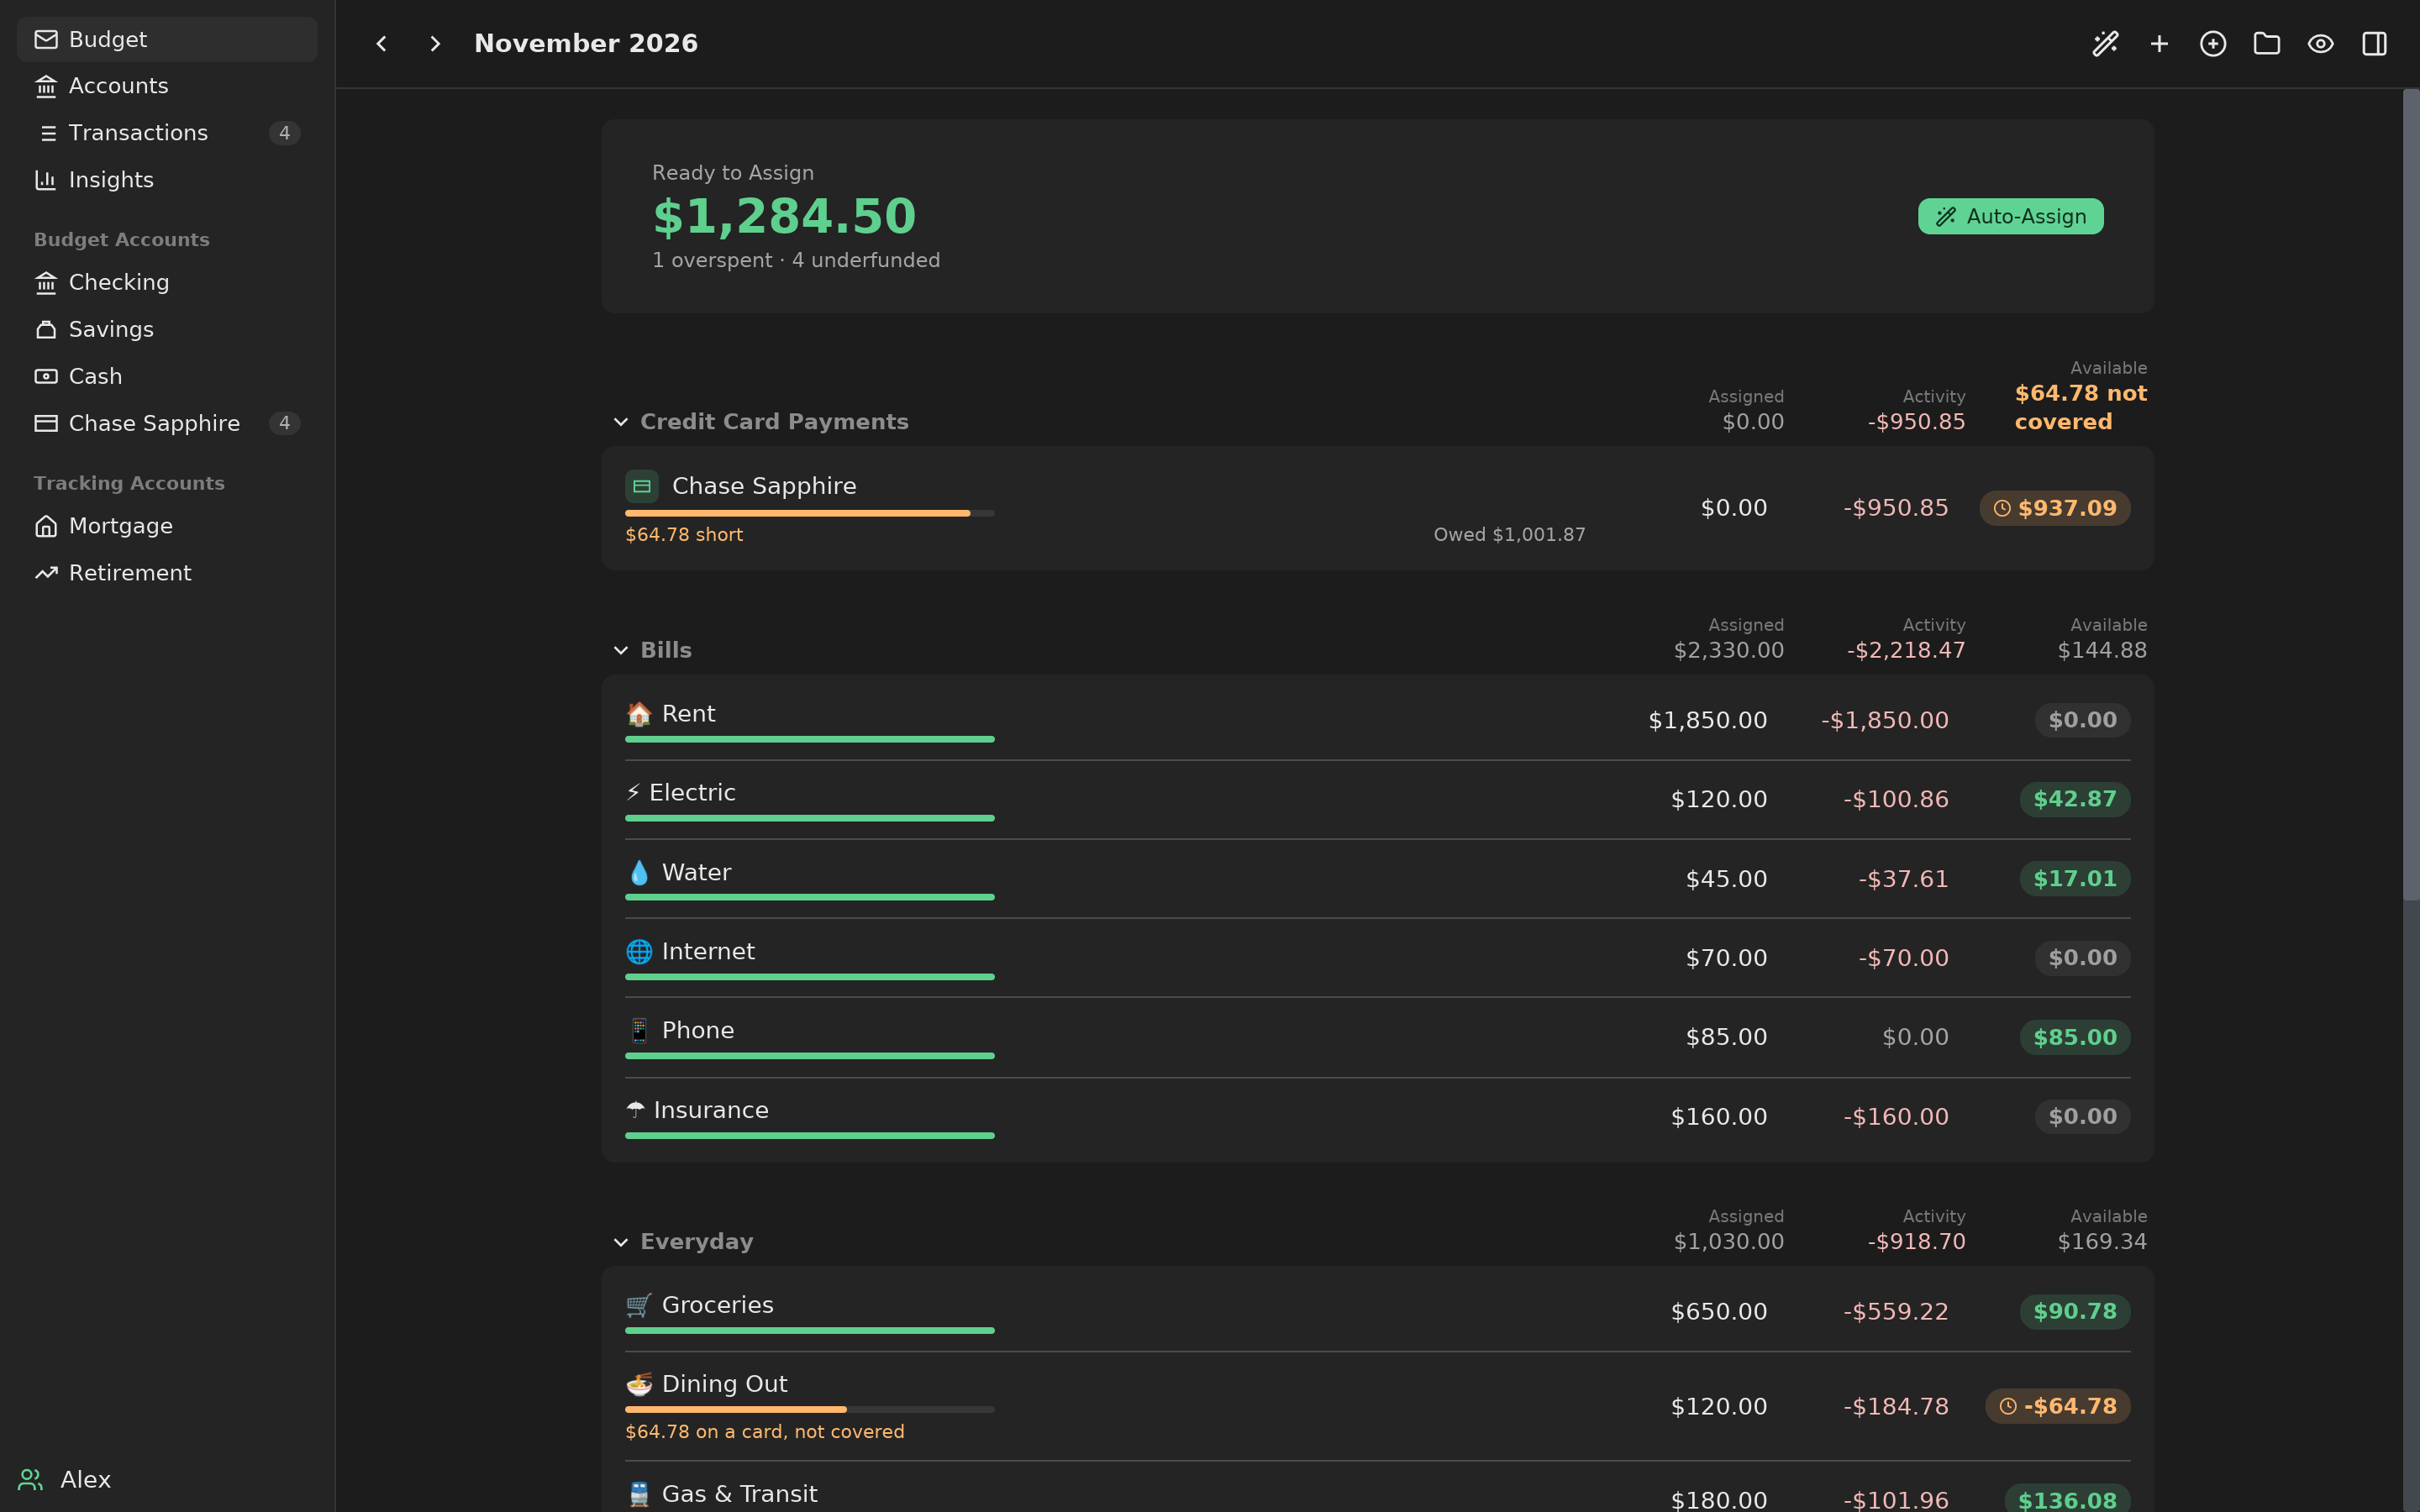 Budget
Accounts
Transactions 4
Insights
Budget Accounts
Checking
Savings
Cash
Chase Sapphire 4
Tracking Accounts
Mortgage
Retirement
Alex
November 2026
Ready to Assign
$1,284.50
1 overspent · 4 underfunded
Auto-Assign
Credit Card Payments
Assigned
$0.00
Activity
-$950.85
Available
$64.78 not
covered
Chase Sapphire
$64.78 short
Owed $1,001.87
$0.00
-$950.85
$937.09
Bills
Assigned
$2,330.00
Activity
-$2,218.47
Available
$144.88
Rent $1,850.00 -$1,850.00 $0.00
Electric $120.00 -$100.86 $42.87
Water $45.00 -$37.61 $17.01
Internet $70.00 -$70.00 $0.00
Phone $85.00 $0.00 $85.00
Insurance $160.00 -$160.00 $0.00
Everyday
Assigned
$1,030.00
Activity
-$918.70
Available
$169.34
Groceries $650.00 -$559.22 $90.78
Dining Out $120.00 -$184.78 -$64.78
$64.78 on a card, not covered
Gas & Transit $180.00 -$101.96 $136.08